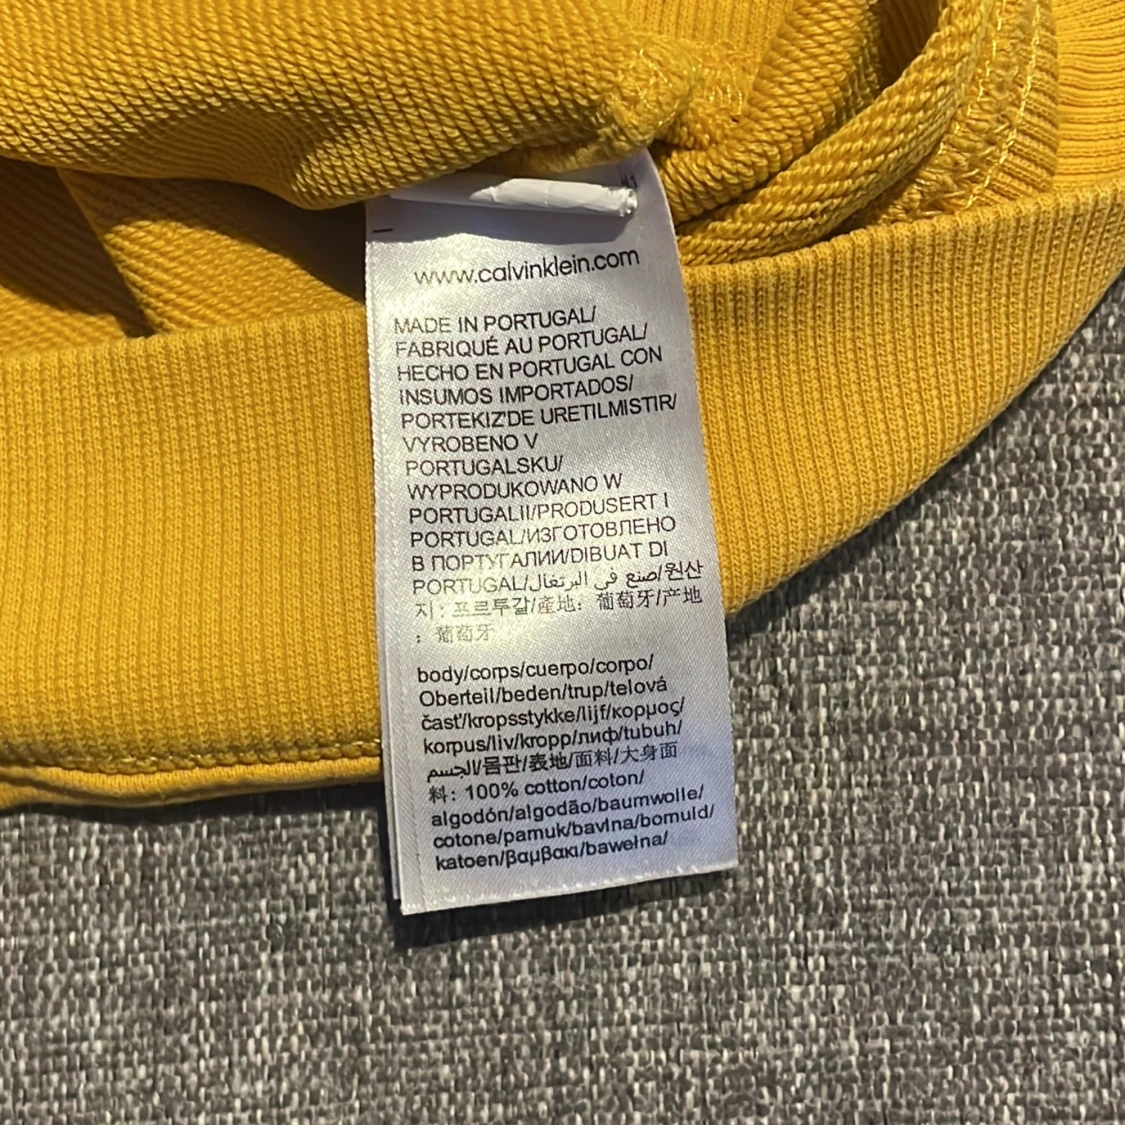 www.calvinklein.com
MADE IN PORTUGAL/
FABRIQUÉ AU PORTUGAL/
HECHO EN PORTUGAL CON
INSUMOS IMPORTADOS/
PORTEKIZ'DE URETILMISTIR/
VYROBENO V
PORTUGALSKU/
WYPRODUKOWANO W
PORTUGALII/PRODUSERT I
PORTUGAL/ИЗГОТОВЛЕНО
В ПОРТУГАЛИИ/DIBUAT DI
PORTUGAL/صنع في البرتغال/원산
지: 포르투갈/產地: 葡萄牙/产地
: 葡萄牙
body/corps/cuerpo/corpo/
Oberteil/beden/trup/telová
časť/kropsstykke/lijf/κορμος/
korpus/liv/kropp/лиф/tubuh/
الجسم/몸판/表地/面料/大身面
料: 100% cotton/coton/
algodón/algodão/baumwolle/
cotone/pamuk/bavlna/bomuld/
katoen/βαμβακι/bawełna/